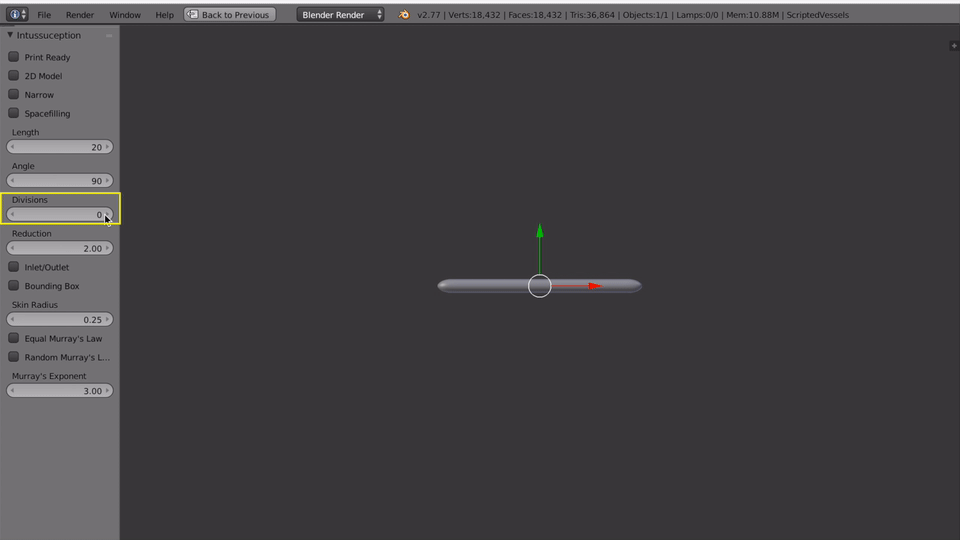 File Render Window Help Back to Previous Blender Render v2.77 | Verts:18,432 | Faces:18,432 | Tris:36,864 | Objects:1/1 | Lamps:0/0 | Mem:10.88M | ScriptedVessels
Intussuception
Print Ready
2D Model
Narrow
Spacefilling
Length
20
Angle
90
Divisions
0
Reduction
2.00
Inlet/Outlet
Bounding Box
Skin Radius
0.25
Equal Murray's Law
Random Murray's L...
Murray's Exponent
3.00